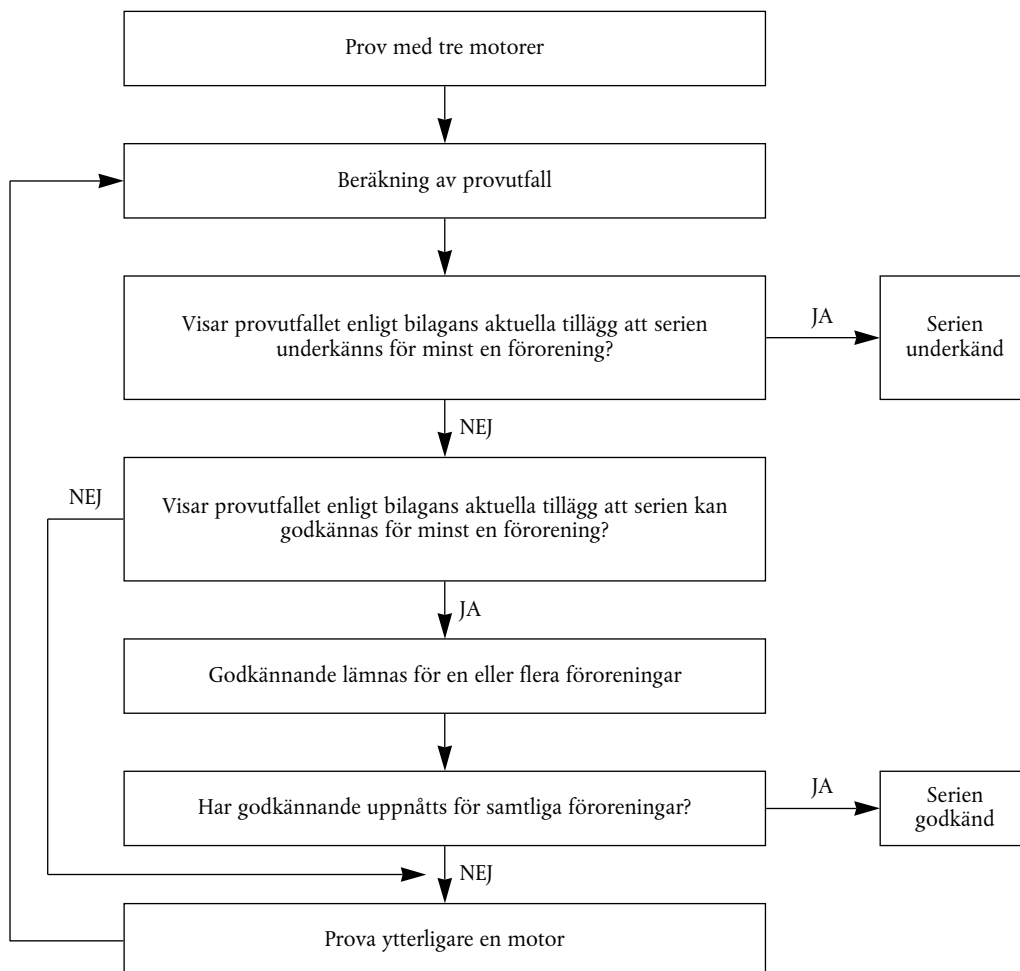 Prov med tre motorer
Beräkning av provutfall
Visar provutfallet enligt bilagans aktuella tillägg att serien
underkänns för minst en förorening?
JA
Serien
underkänd
NEJ
NEJ
Visar provutfallet enligt bilagans aktuella tillägg att serien kan
godkännas för minst en förorening?
JA
Godkännande lämnas för en eller flera föroreningar
Har godkännande uppnåtts för samtliga föroreningar?
JA
Serien
godkänd
NEJ
Prova ytterligare en motor